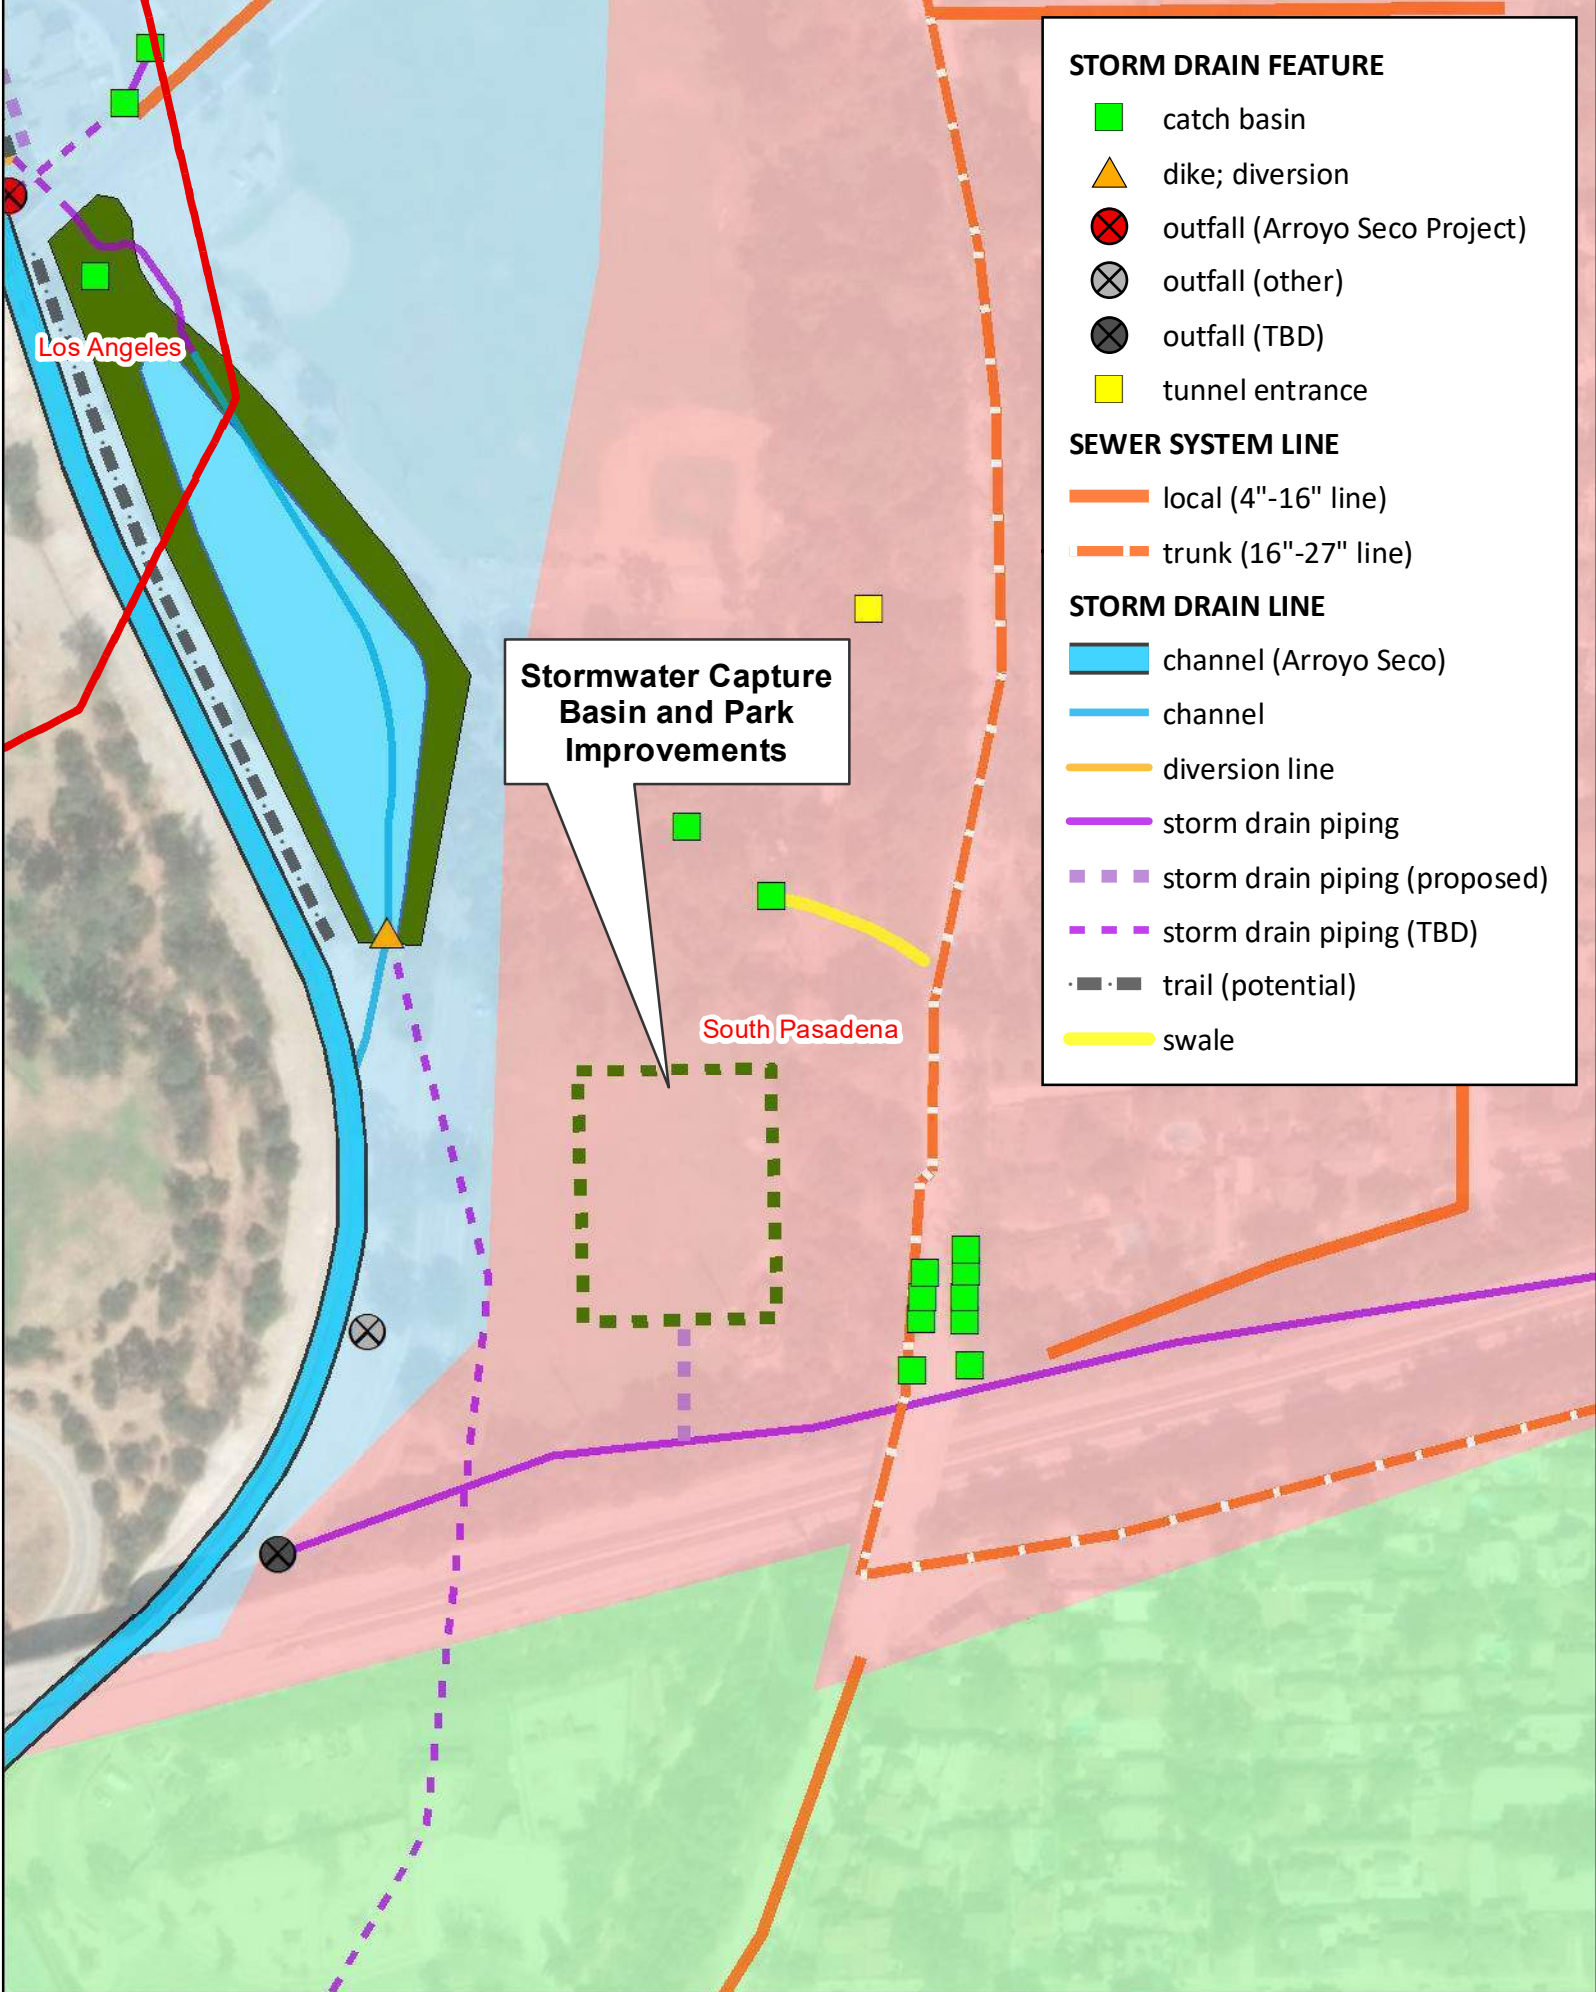 STORM DRAIN FEATURE
catch basin
dike; diversion
outfall (Arroyo Seco Project)
outfall (other)
outfall (TBD)
tunnel entrance
SEWER SYSTEM LINE
local (4"-16" line)
trunk (16"-27" line)
STORM DRAIN LINE
channel (Arroyo Seco)
channel
diversion line
storm drain piping
storm drain piping (proposed)
storm drain piping (TBD)
trail (potential)
swale
Los Angeles
Stormwater Capture
Basin and Park
Improvements
South Pasadena